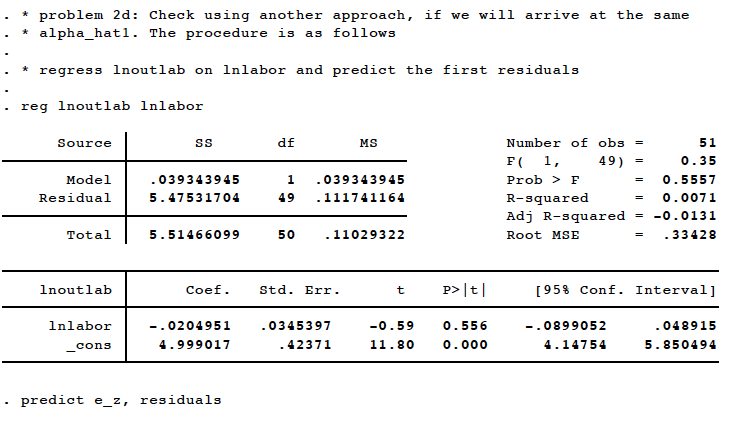 . * problem 2d: Check using another approach, if we will arrive at the same
. * alpha_hat1. The procedure is as follows
.
. * regress lnoutlab on lnlabor and predict the first residuals
.
. reg lnoutlab lnlabor
Source SS df MS Number of obs = 51
F( 1, 49) = 0.35
Model .039343945 1 .039343945 Prob > F = 0.5557
Residual 5.47531704 49 .111741164 R-squared = 0.0071
Adj R-squared = -0.0131
Total 5.51466099 50 .11029322 Root MSE = .33428
lnoutlab Coef. Std. Err. t P>|t| [95% Conf. Interval]
lnlabor -.0204951 .0345397 -0.59 0.556 -.0899052 .048915
_cons 4.999017 .42371 11.80 0.000 4.14754 5.850494
. predict e_z, residuals